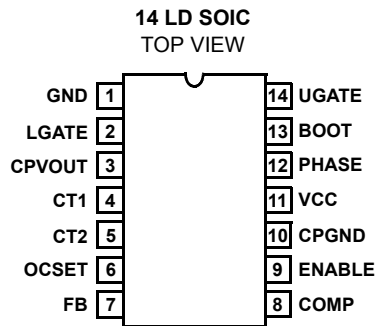 14 LD SOIC
TOP VIEW
GND 1
LGATE 2
CPVOUT 3
CT1 4
CT2 5
OCSET 6
FB 7
14 UGATE
13 BOOT
12 PHASE
11 VCC
10 CPGND
9 ENABLE
8 COMP